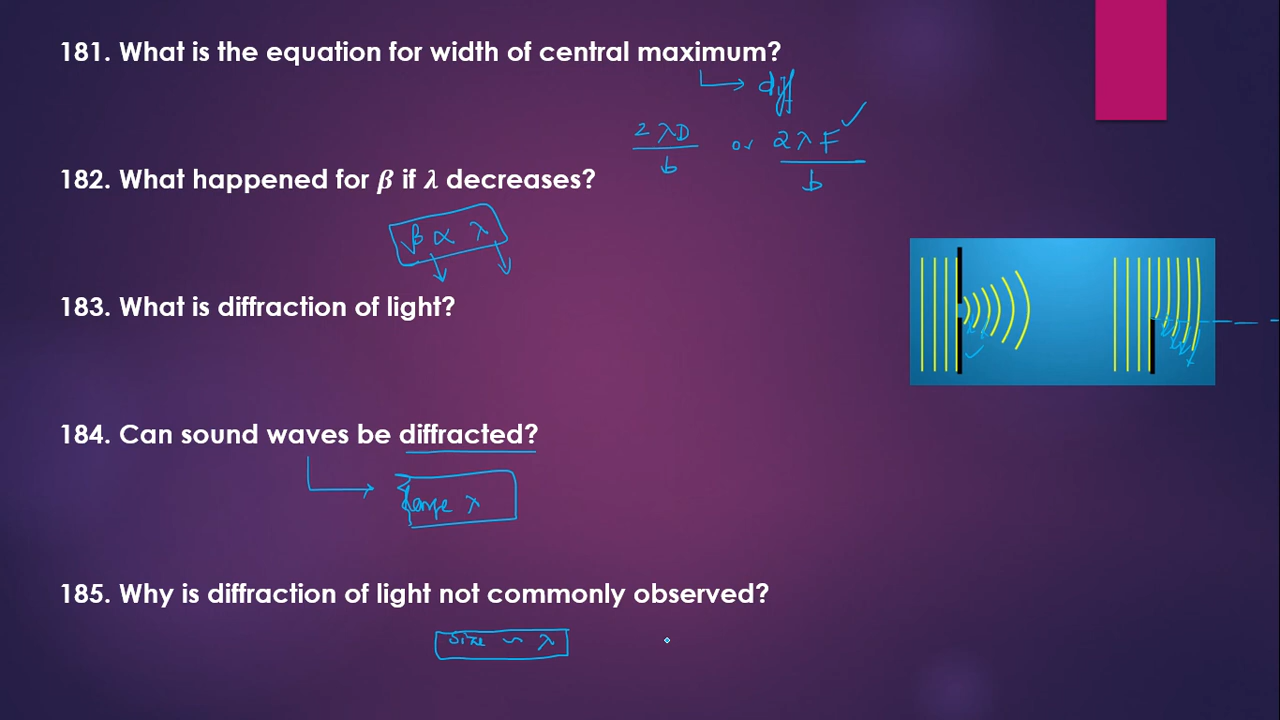 181. What is the equation for width of central maximum?
diff
2λD/b or 2λF/b
182. What happened for β if λ decreases?
β ∝ λ
183. What is diffraction of light?
184. Can sound waves be diffracted?
large λ
185. Why is diffraction of light not commonly observed?
Size ~ λ